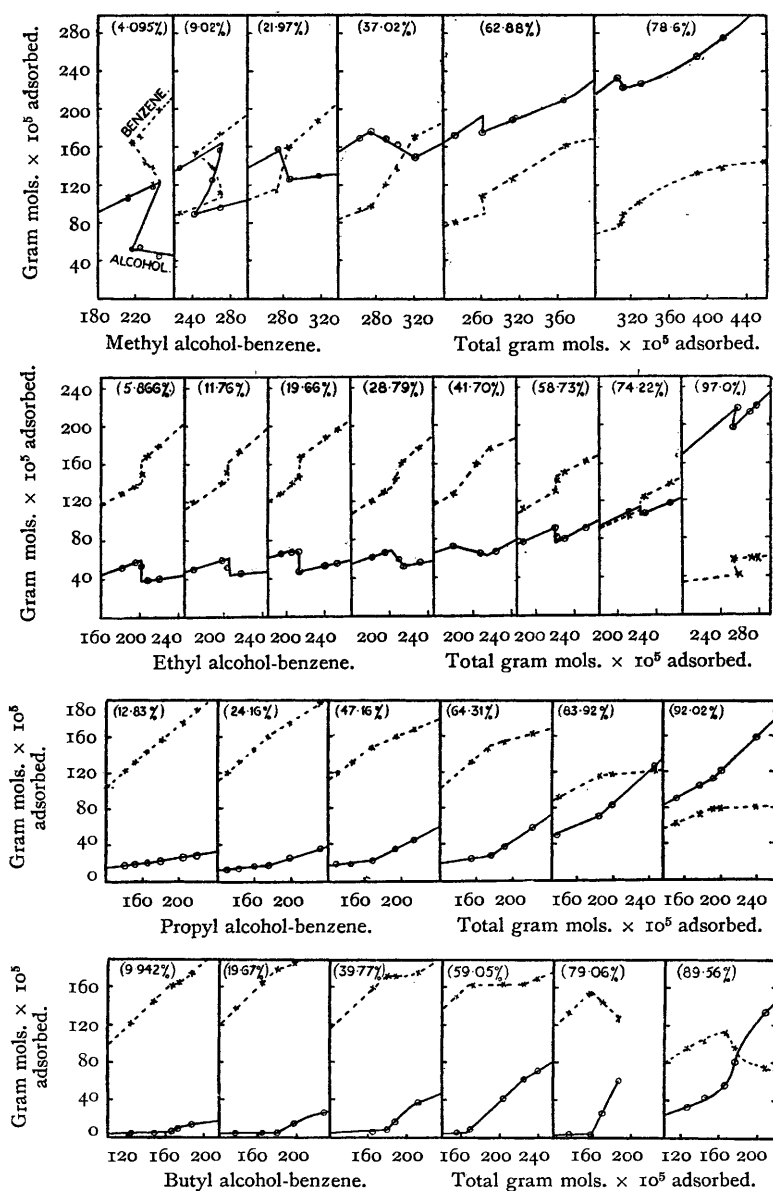 Gram mols. × 10⁵ adsorbed.
280
240
200
160
120
80
40
(4·095%) (9·02%) (21·97%) (37·02%) (62·88%) (78·6%)
BENZENE.
ALCOHOL.
180 220 240 280 280 320 280 320 260 320 320 360 400 440
Methyl alcohol-benzene. Total gram mols. × 10⁵ adsorbed.
Gram mols. × 10⁵ adsorbed.
240
200
160
120
80
40
(5·866%) (11·76%) (19·66%) (28·79%) (41·70%) (58·73%) (74·22%) (97·0%)
160 200 240 200 240 200 240 200 240 200 240 200 240 200 240 240 280
Ethyl alcohol-benzene. Total gram mols. × 10⁵ adsorbed.
Gram mols. × 10⁵
adsorbed.
180
160
120
80
40
0
(12·83%) (24·16%) (47·16%) (64·31%) (83·92%) (92·02%)
160 200 160 200 160 200 160 200 160 200 240 160 200 240
Propyl alcohol-benzene. Total gram mols. × 10⁵ adsorbed.
Gram mols. × 10⁵
adsorbed.
160
120
80
40
0
(9·942%) (19·67%) (39·77%) (59·05%) (79·06%) (89·56%)
120 160 200 160 200 160 200 160 200 240 160 200 120 160 200
Butyl alcohol-benzene. Total gram mols. × 10⁵ adsorbed.